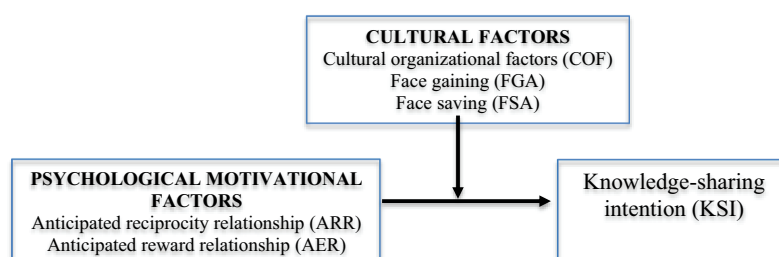 CULTURAL FACTORS
Cultural organizational factors (COF)
Face gaining (FGA)
Face saving (FSA)
PSYCHOLOGICAL MOTIVATIONAL
FACTORS
Anticipated reciprocity relationship (ARR)
Anticipated reward relationship (AER)
Knowledge-sharing
intention (KSI)